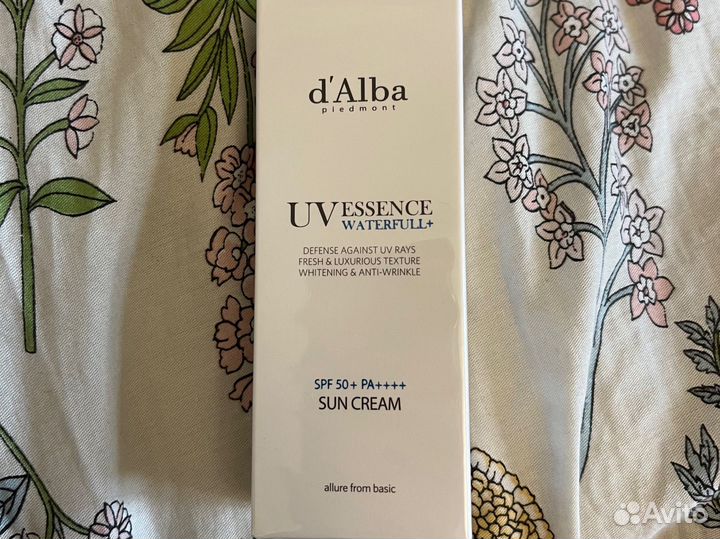 d'Alba
piedmont
UV ESSENCE
WATERFULL+
DEFENSE AGAINST UV RAYS
FRESH & LUXURIOUS TEXTURE
WHITENING & ANTI-WRINKLE
SPF 50+ PA++++
SUN CREAM
allure from basic
Avito